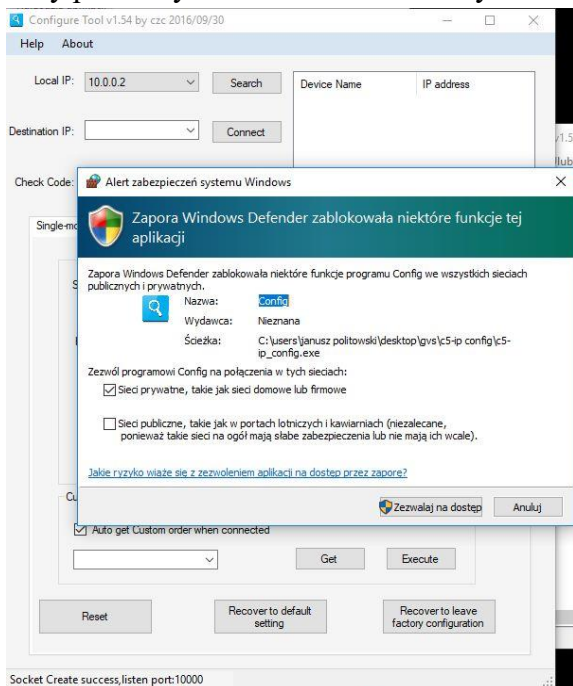 Configure Tool v1.54 by czc 2016/09/30
Help About
Local IP: 10.0.0.2 Search
Device Name IP address
Destination IP: Connect
Check Code:
Alert zabezpieczeń systemu Windows
Zapora Windows Defender zablokowała niektóre funkcje tej
aplikacji
Zapora Windows Defender zablokowała niektóre funkcje programu Config we wszystkich sieciach
publicznych i prywatnych.
Nazwa: Config
Wydawca: Nieznana
Ścieżka: C:\users\janusz politowski\desktop\gvs\c5-ip config\c5-
ip_config.exe
Zezwól programowi Config na połączenia w tych sieciach:
Sieci prywatne, takie jak sieci domowe lub firmowe
Sieci publiczne, takie jak w portach lotniczych i kawiarniach (niezalecane,
ponieważ takie sieci na ogół mają słabe zabezpieczenia lub nie mają ich wcale).
Jakie ryzyko wiąże się z zezwoleniem aplikacji na dostęp przez zaporę?
Zezwalaj na dostęp Anuluj
Auto get Custom order when connected
Get Execute
Reset
Recover to default
setting
Recover to leave
factory configuration
Socket Create success,listen port:10000